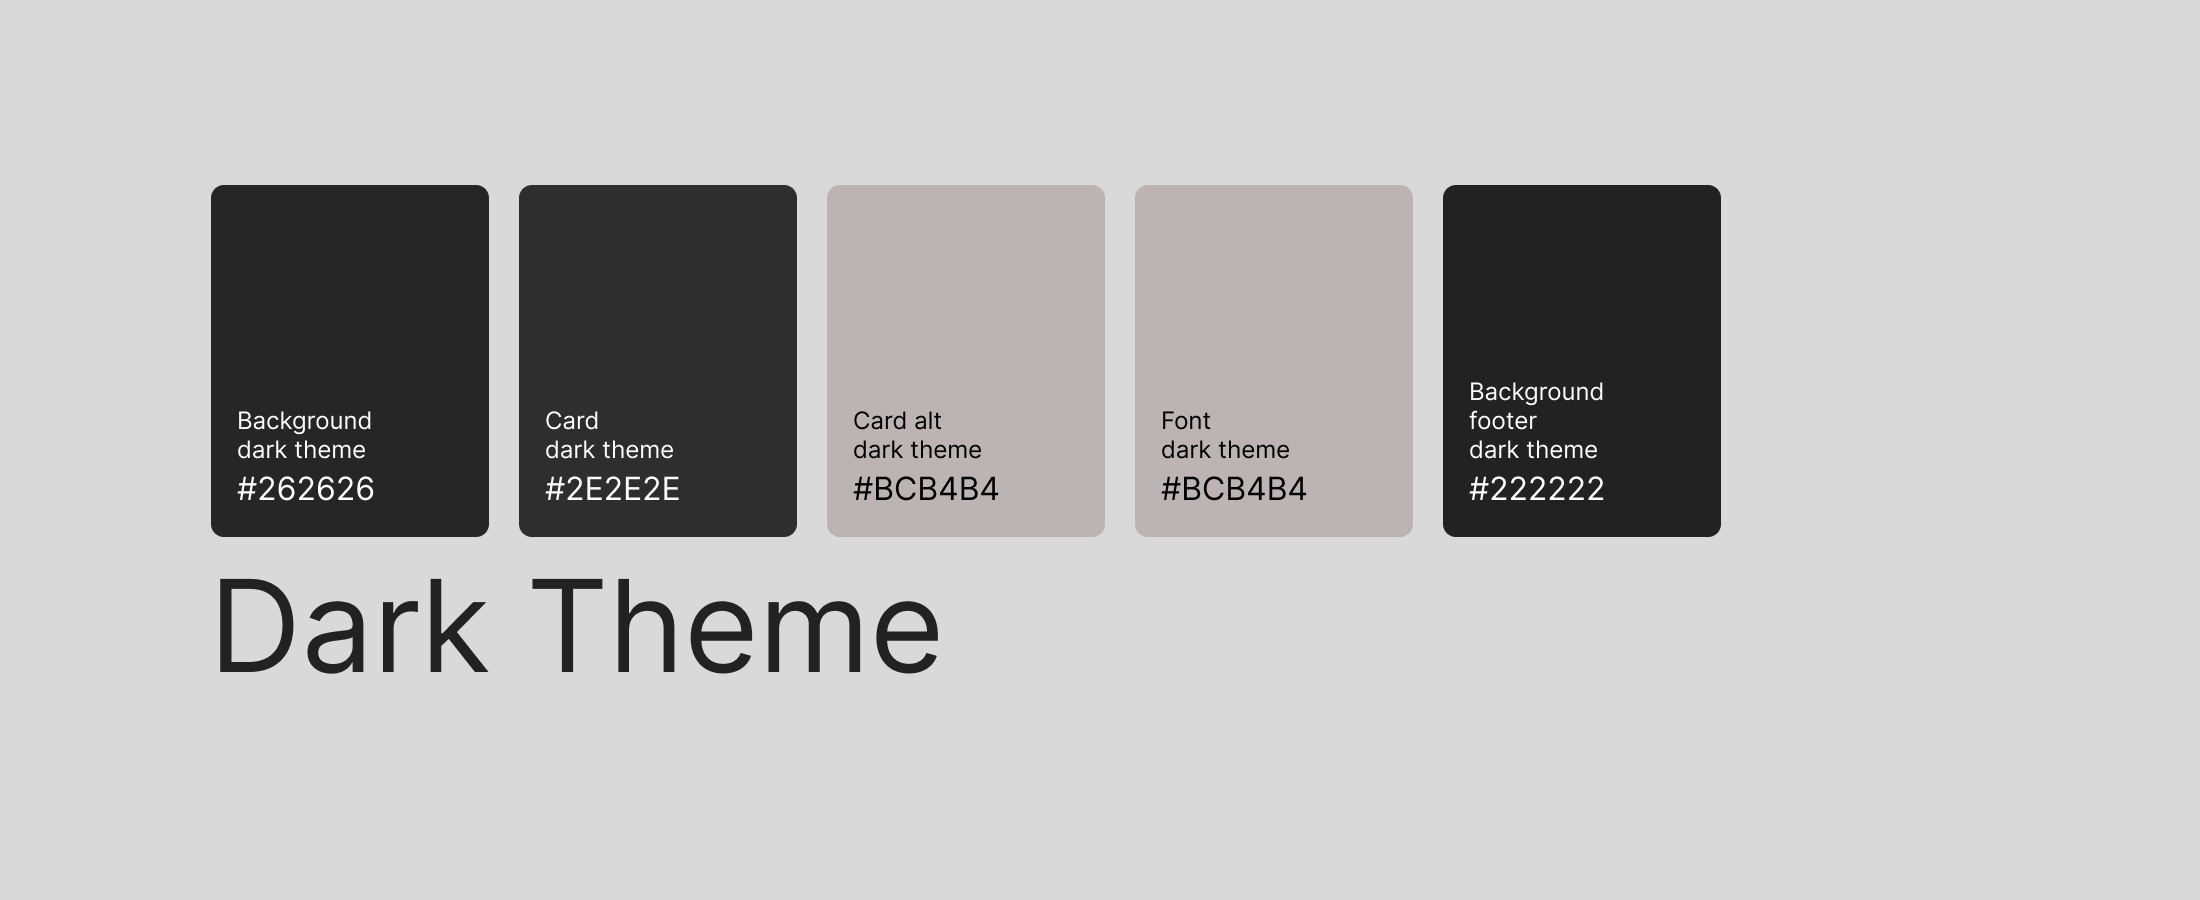 Background
dark theme
#262626
Card
dark theme
#2E2E2E
Card alt
dark theme
#BCB4B4
Font
dark theme
#BCB4B4
Background
footer
dark theme
#222222
Dark Theme